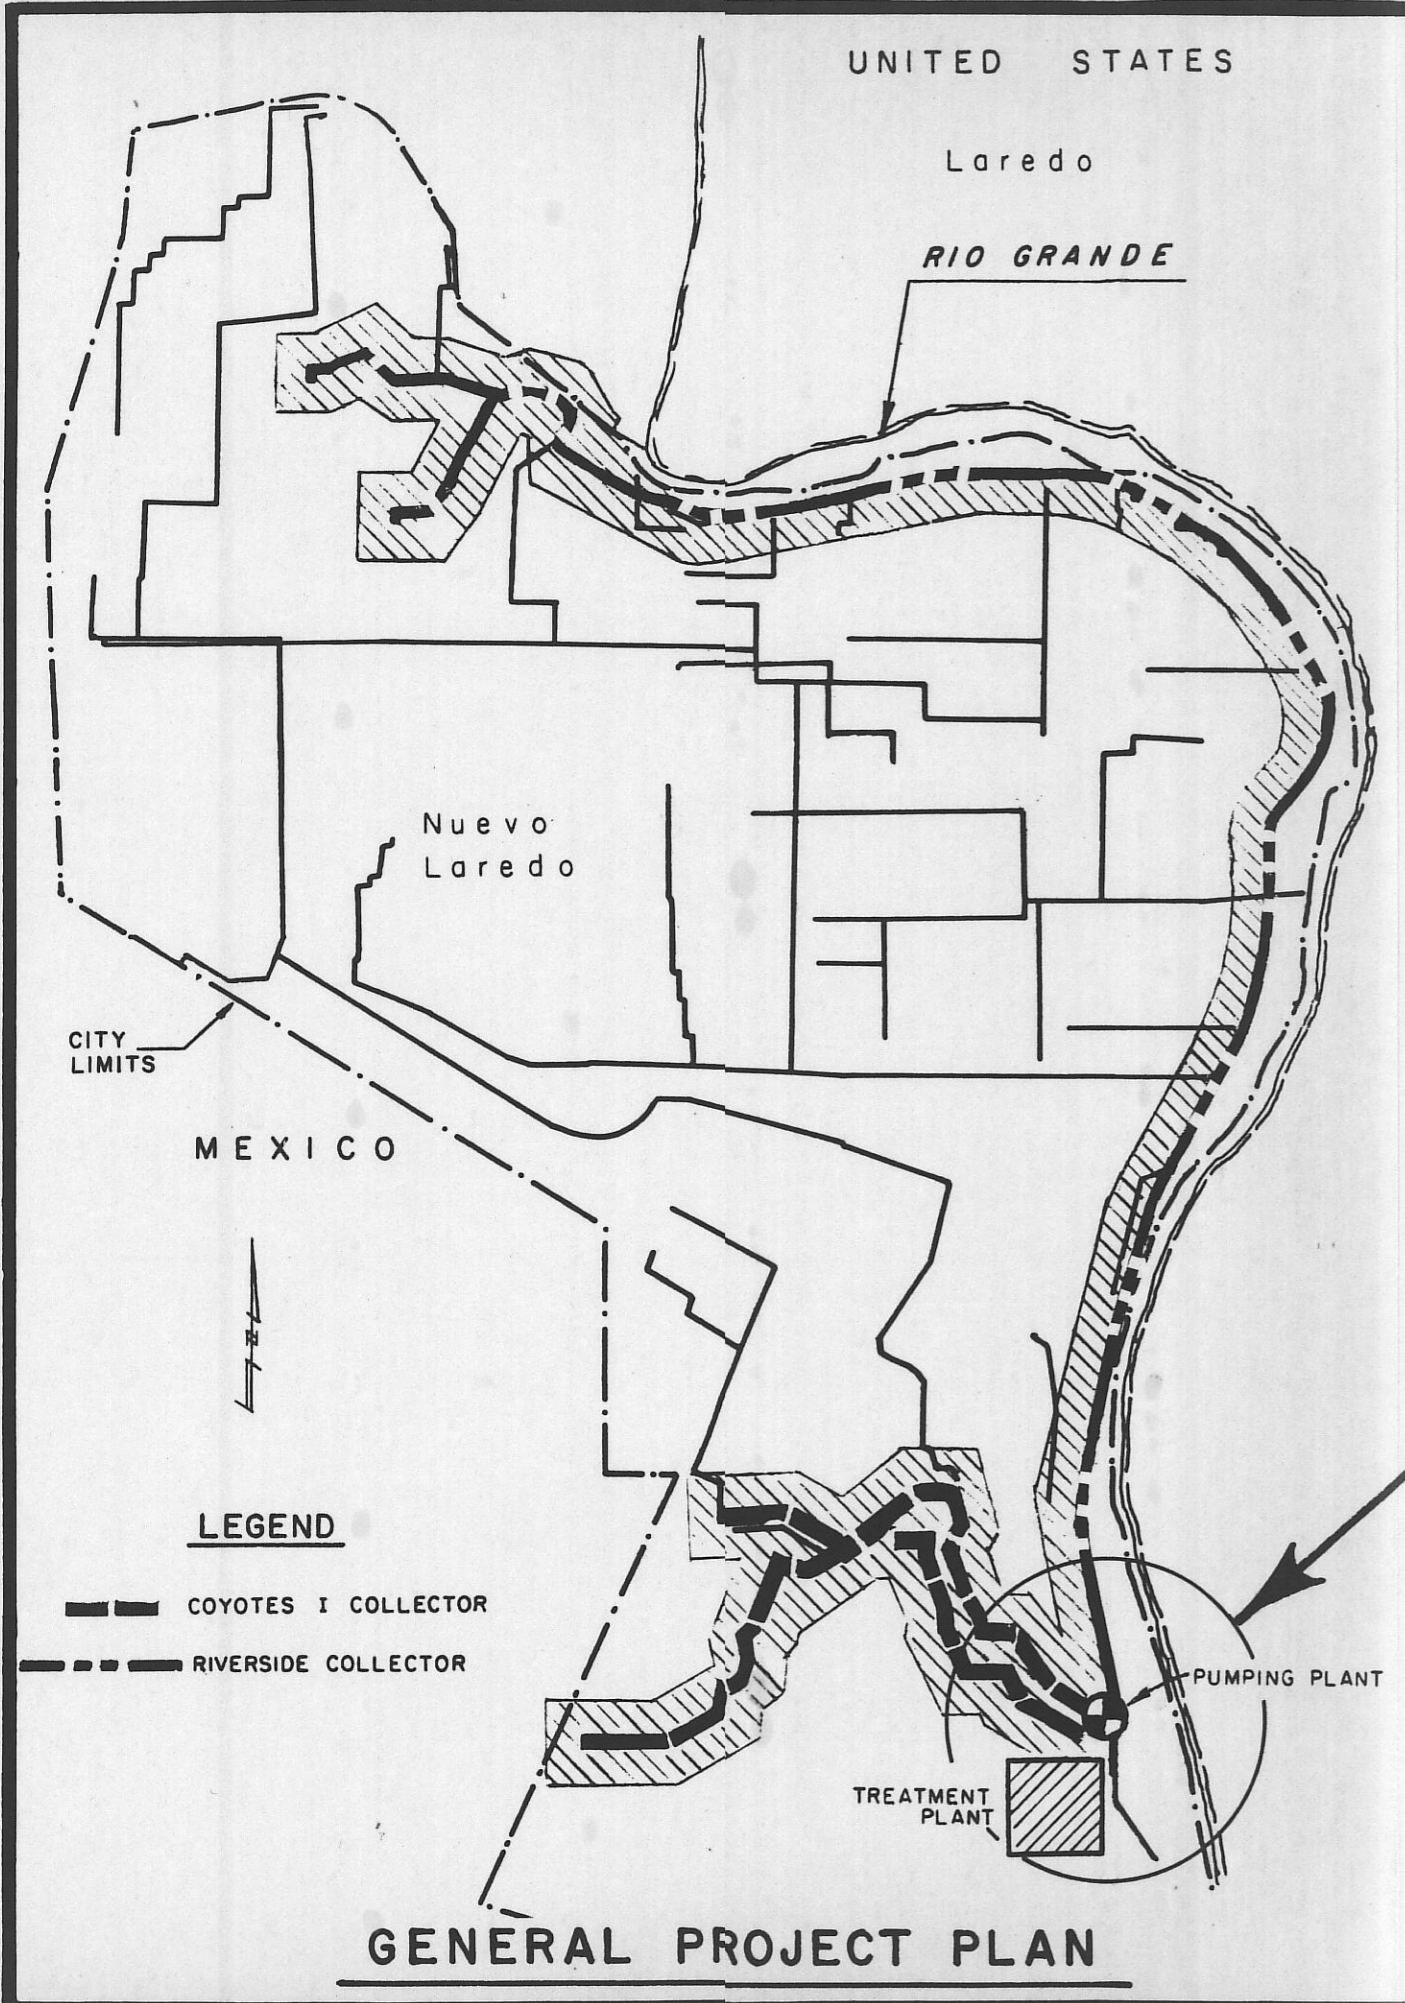 UNITED STATES
Laredo
RIO GRANDE
Nuevo
Laredo
CITY
LIMITS
MEXICO
N
LEGEND
COYOTES I COLLECTOR
RIVERSIDE COLLECTOR
PUMPING PLANT
TREATMENT
PLANT
GENERAL PROJECT PLAN